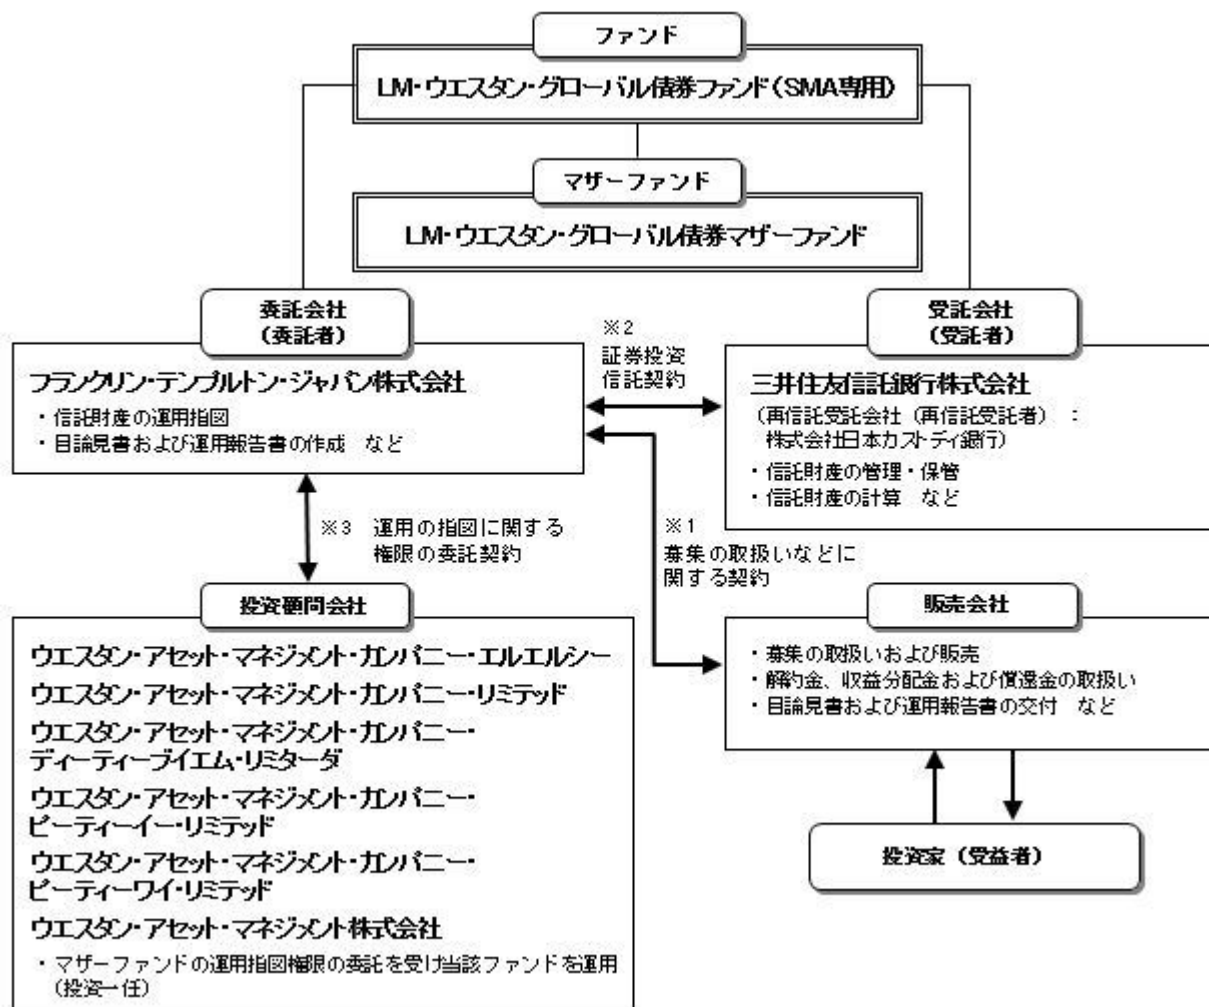 ファンド
LM・ウエスタン・グローバル債券ファンド(SMA専用)
マザーファンド
LM・ウエスタン・グローバル債券マザーファンド
委託会社
(委託者)
フランクリン・テンプルトン・ジャパン株式会社
・信託財産の運用指図
・目論見書および運用報告書の作成 など
※2
証券投資
信託契約
受託会社
(受託者)
三井住友信託銀行株式会社
(再信託受託会社(再信託受託者) :
株式会社日本カストディ銀行)
・信託財産の管理・保管
・信託財産の計算 など
※3 運用の指図に関する
権限の委託契約
※1
募集の取扱いなどに
関する契約
投資顧問会社
ウエスタン・アセット・マネジメント・カンパニー・エルエルシー
ウエスタン・アセット・マネジメント・カンパニー・リミテッド
ウエスタン・アセット・マネジメント・カンパニー・
ディーティーブイエム・リミターダ
ウエスタン・アセット・マネジメント・カンパニー・
ピーティーイー・リミテッド
ウエスタン・アセット・マネジメント・カンパニー・
ピーティーワイ・リミテッド
ウエスタン・アセット・マネジメント株式会社
・マザーファンドの運用指図権限の委託を受け当該ファンドを運用
(投資一任)
販売会社
・募集の取扱いおよび販売
・解約金、収益分配金および償還金の取扱い
・目論見書および運用報告書の交付 など
投資家(受益者)